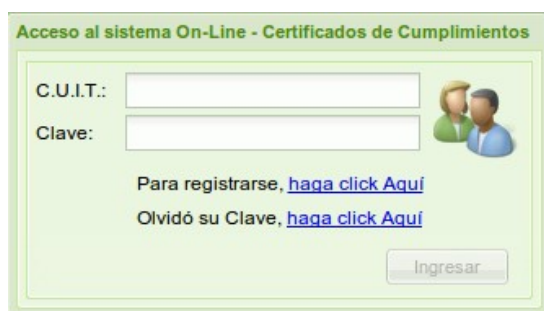 Acceso al sistema On-Line - Certificados de Cumplimientos
C.U.I.T.:
Clave:
Para registrarse, haga click Aquí
Olvidó su Clave, haga click Aquí
Ingresar